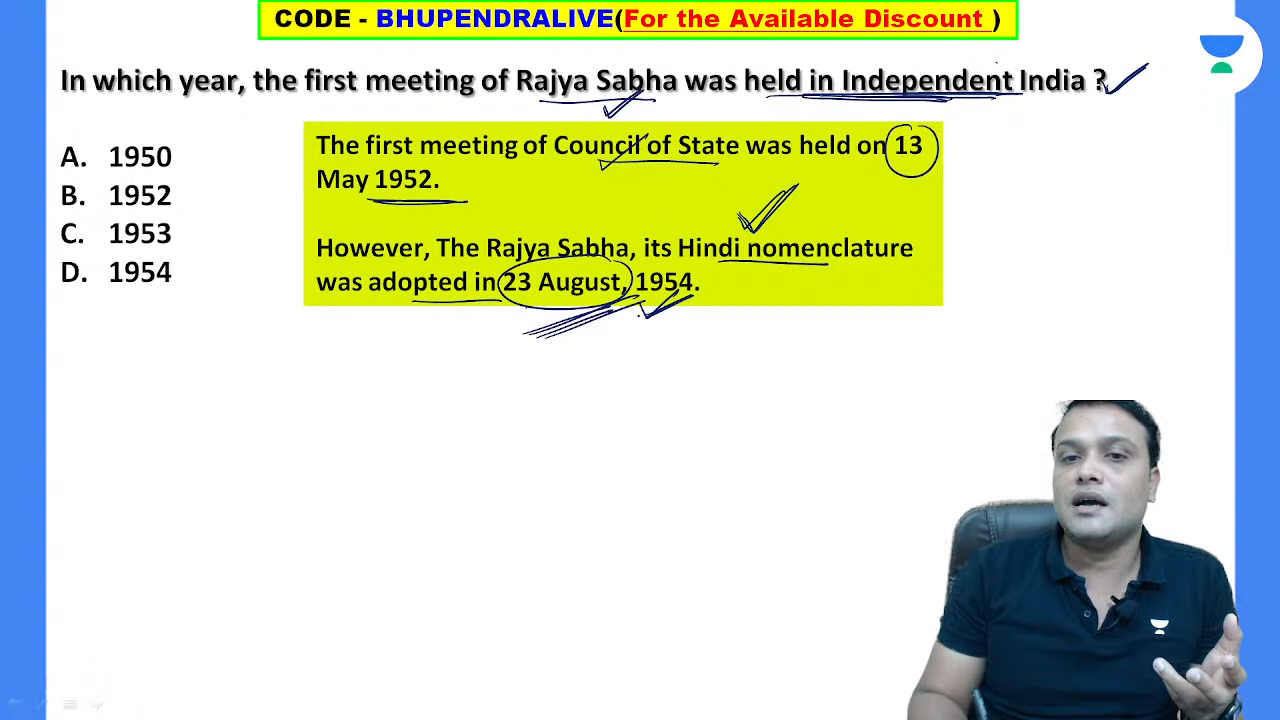 CODE - BHUPENDRALIVE(For the Available Discount )
In which year, the first meeting of Rajya Sabha was held in Independent India ?
A. 1950
B. 1952
C. 1953
D. 1954
The first meeting of Council of State was held on 13
May 1952.
However, The Rajya Sabha, its Hindi nomenclature
was adopted in 23 August, 1954.